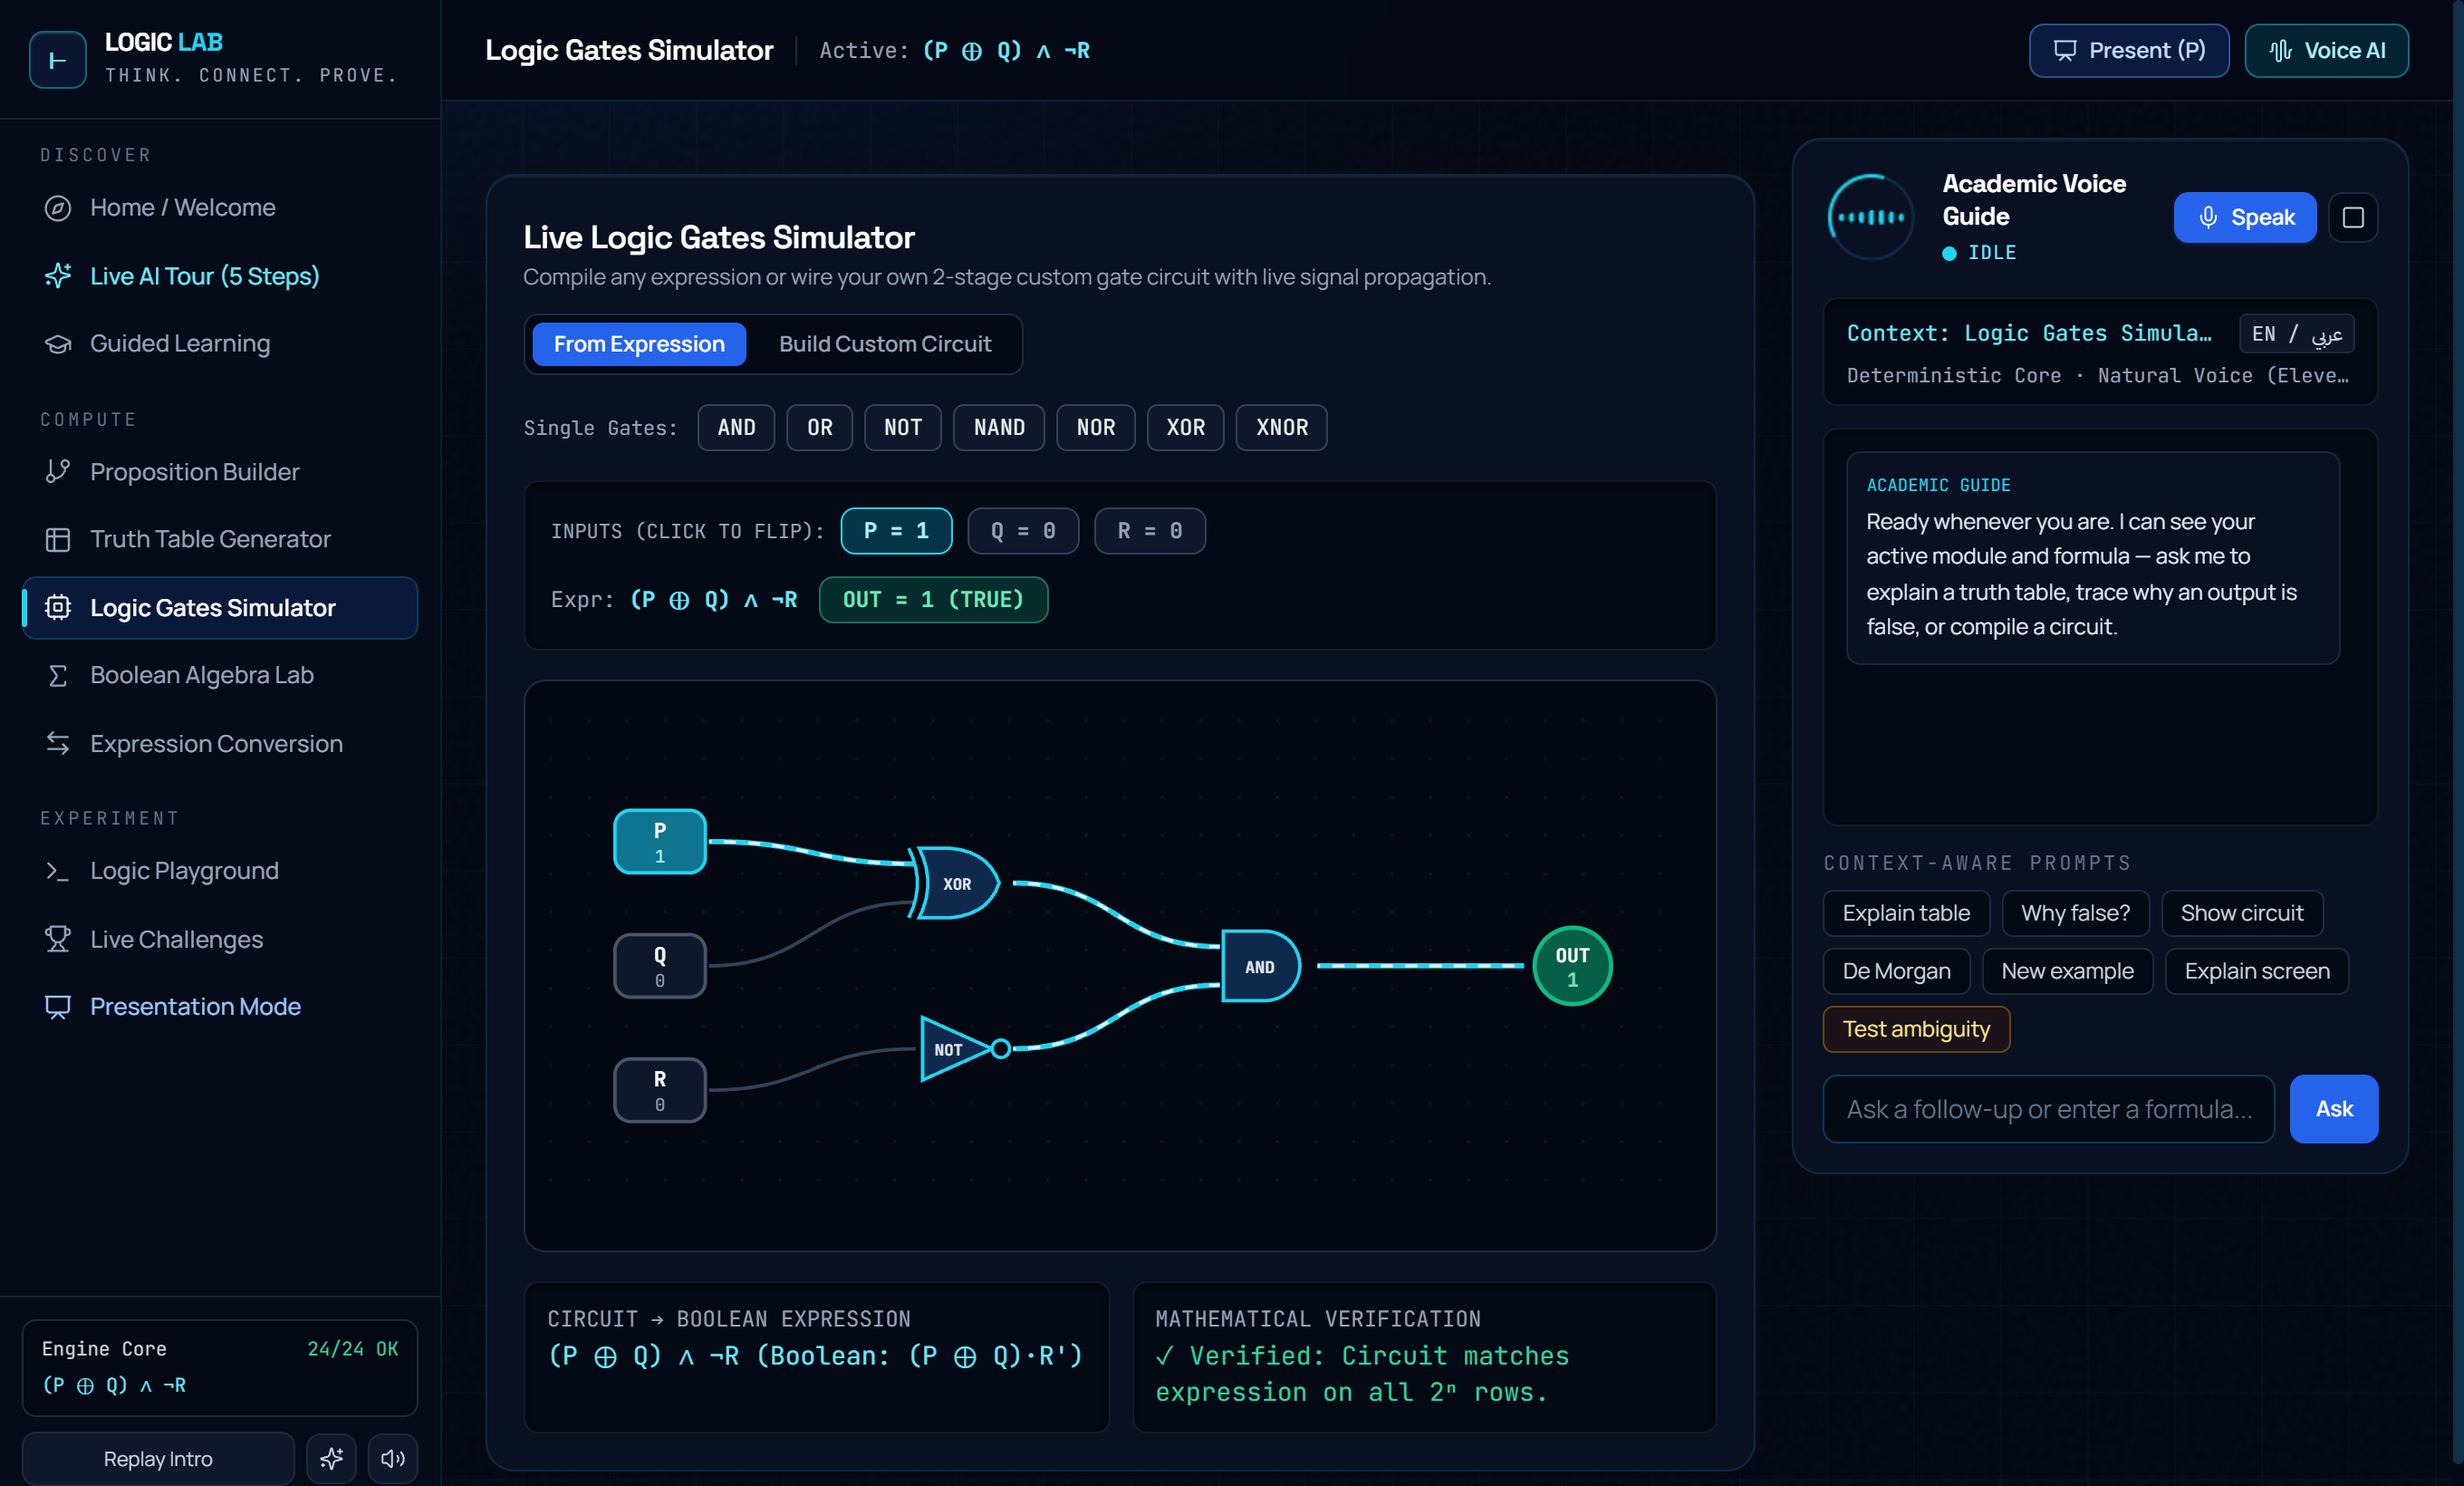 LOGIC LAB
THINK. CONNECT. PROVE.
DISCOVER
Home / Welcome
Live AI Tour (5 Steps)
Guided Learning
COMPUTE
Proposition Builder
Truth Table Generator
Logic Gates Simulator
Boolean Algebra Lab
Expression Conversion
EXPERIMENT
Logic Playground
Live Challenges
Presentation Mode
Engine Core 24/24 OK
(P ⊕ Q) ∧ ¬R
Replay Intro
Logic Gates Simulator Active: (P ⊕ Q) ∧ ¬R
Present (P) Voice AI
Live Logic Gates Simulator
Compile any expression or wire your own 2-stage custom gate circuit with live signal propagation.
From Expression Build Custom Circuit
Single Gates: AND OR NOT NAND NOR XOR XNOR
INPUTS (CLICK TO FLIP): P = 1 Q = 0 R = 0
Expr: (P ⊕ Q) ∧ ¬R OUT = 1 (TRUE)
P
1
XOR
Q
0
AND
OUT
1
NOT
R
0
CIRCUIT → BOOLEAN EXPRESSION
(P ⊕ Q) ∧ ¬R (Boolean: (P ⊕ Q)·R')
MATHEMATICAL VERIFICATION
✓ Verified: Circuit matches
expression on all 2ⁿ rows.
Academic Voice
Guide
IDLE
Speak
Context: Logic Gates Simula… EN / عربي
Deterministic Core · Natural Voice (Eleve…
ACADEMIC GUIDE
Ready whenever you are. I can see your
active module and formula — ask me to
explain a truth table, trace why an output is
false, or compile a circuit.
CONTEXT-AWARE PROMPTS
Explain table Why false? Show circuit
De Morgan New example Explain screen
Test ambiguity
Ask a follow-up or enter a formula... Ask